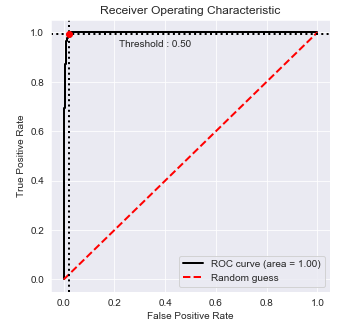 Receiver Operating Characteristic
True Positive Rate
1.0
0.8
0.6
0.4
0.2
0.0
Threshold : 0.50
ROC curve (area = 1.00)
Random guess
0.0 0.2 0.4 0.6 0.8 1.0
False Positive Rate